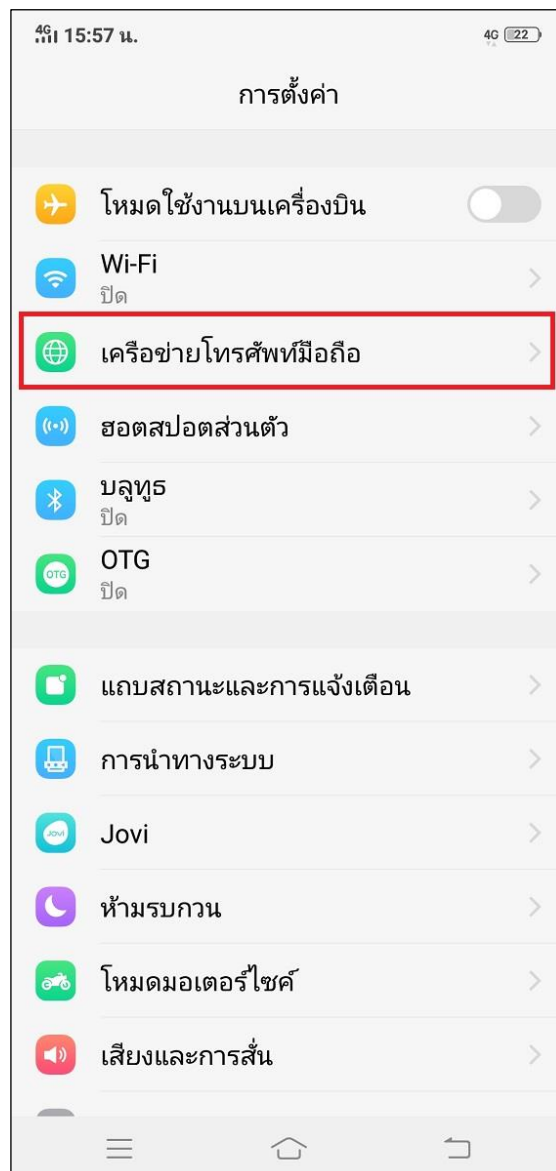 4G 15:57 น. 4G 22
การตั้งค่า
โหมดใช้งานบนเครื่องบิน
Wi-Fi
ปิด
เครือข่ายโทรศัพท์มือถือ
ฮอตสปอตส่วนตัว
บลูทูธ
ปิด
OTG
OTG
ปิด
แถบสถานะและการแจ้งเตือน
การนำทางระบบ
JOVI
Jovi
ห้ามรบกวน
โหมดมอเตอร์ไซค์
เสียงและการสั่น